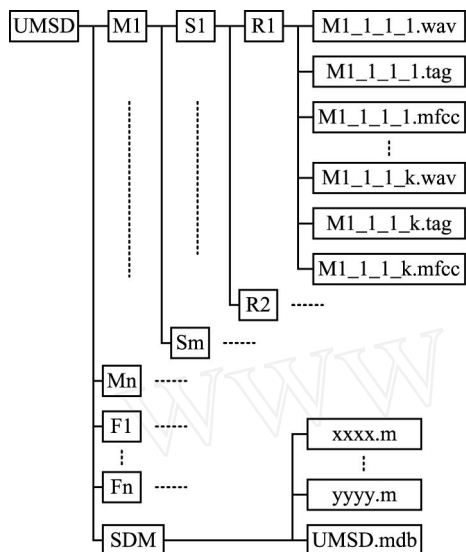 UMSD M1 S1 R1 M1_1_1_1.wav
M1_1_1_1.tag
M1_1_1_1.mfcc
M1_1_1_k.wav
M1_1_1_k.tag
M1_1_1_k.mfcc
R2
Sm
Mn
F1 xxxx.m
Fn yyyy.m
SDM UMSD.mdb
www